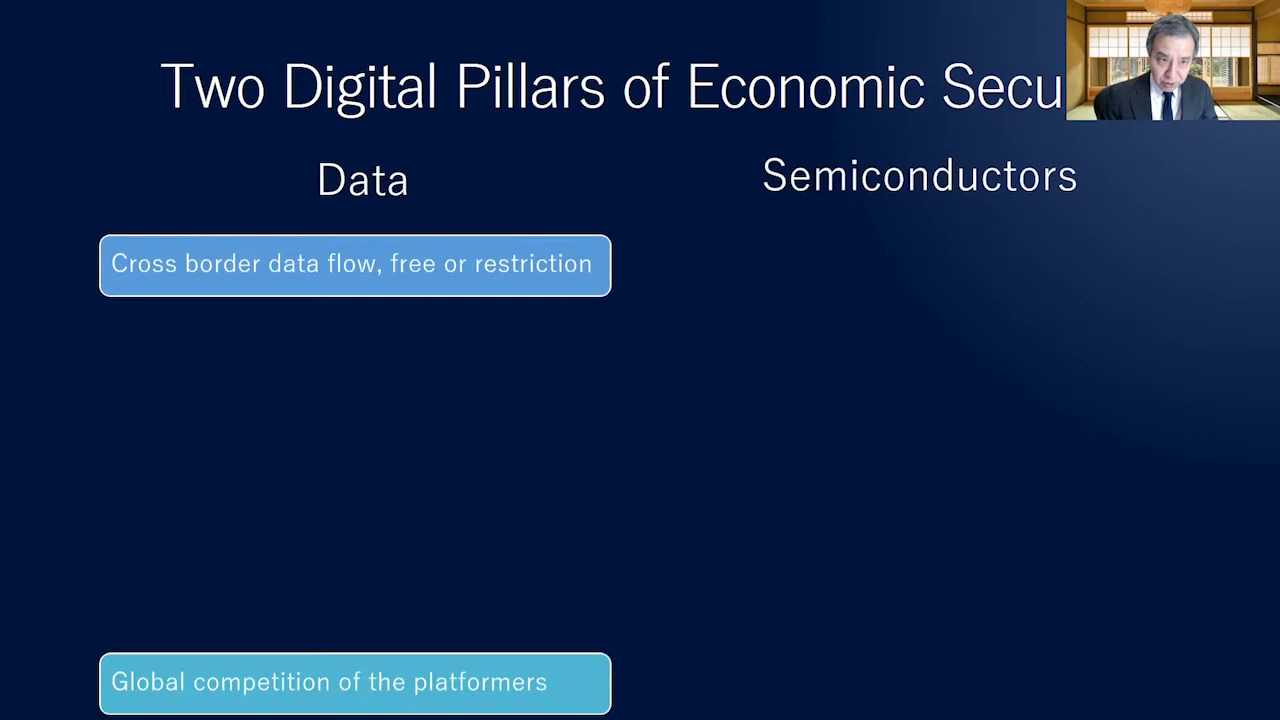 Two Digital Pillars of Economic Secu
Data
Semiconductors
Cross border data flow, free or restriction
Global competition of the platformers